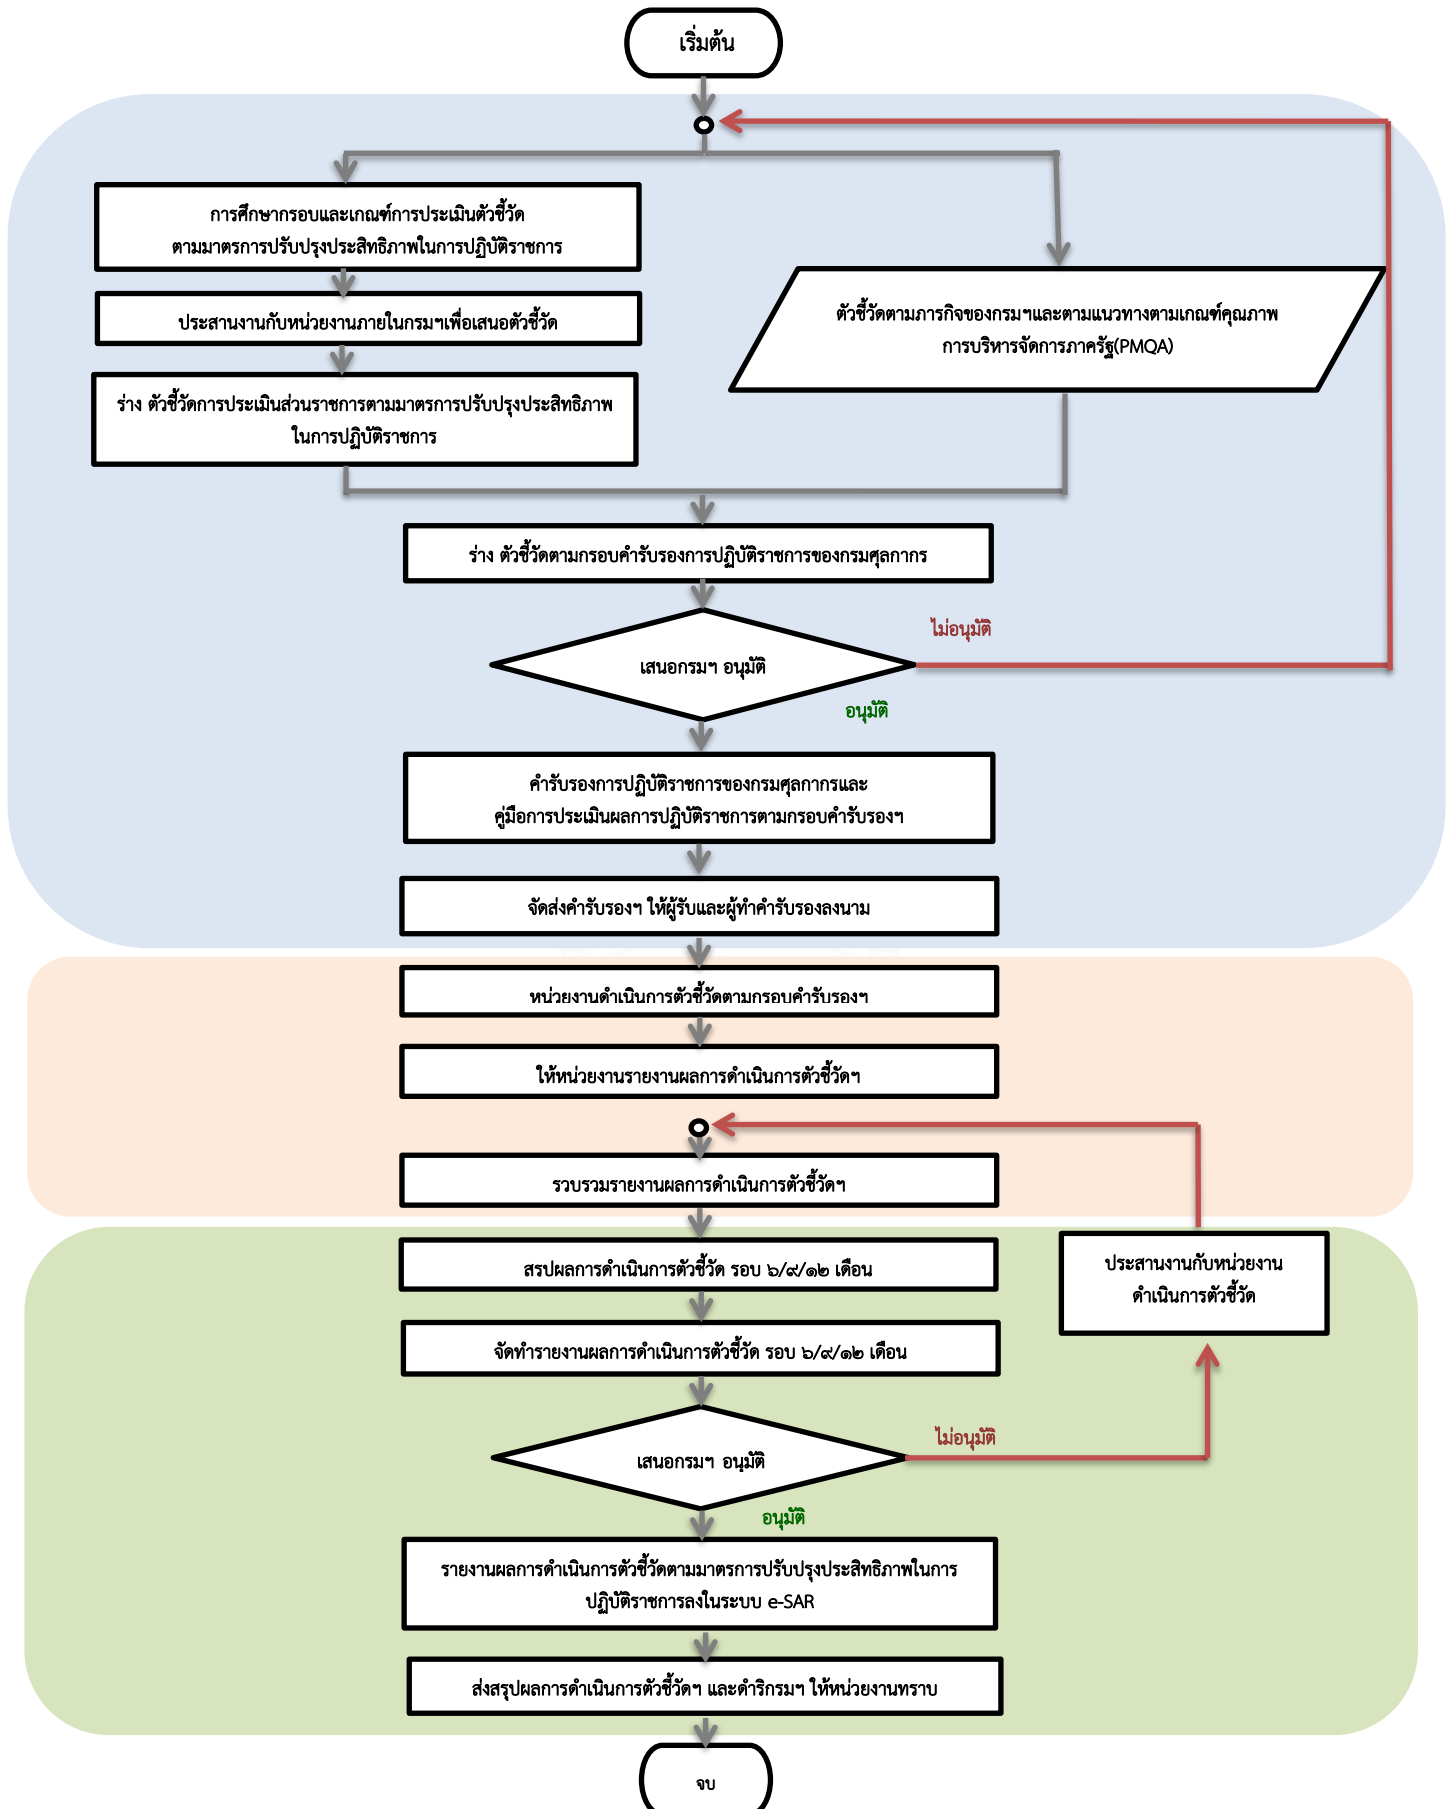 เริ่มต้น
การศึกษากรอบและเกณฑ์การประเมินตัวชี้วัด
ตามมาตรการปรับปรุงประสิทธิภาพในการปฏิบัติราชการ
ประสานงานกับหน่วยงานภายในกรมฯเพื่อเสนอตัวชี้วัด
ร่าง ตัวชี้วัดการประเมินส่วนราชการตามมาตรการปรับปรุงประสิทธิภาพ
ในการปฏิบัติราชการ
ตัวชี้วัดตามภารกิจของกรมฯและตามแนวทางตามเกณฑ์คุณภาพ
การบริหารจัดการภาครัฐ(PMQA)
ร่าง ตัวชี้วัดตามกรอบคำรับรองการปฏิบัติราชการของกรมศุลกากร
ไม่อนุมัติ
เสนอกรมฯ อนุมัติ
อนุมัติ
คำรับรองการปฏิบัติราชการของกรมศุลกากรและ
คู่มือการประเมินผลการปฏิบัติราชการตามกรอบคำรับรองฯ
จัดส่งคำรับรองฯ ให้ผู้รับและผู้ทำคำรับรองลงนาม
หน่วยงานดำเนินการตัวชี้วัดตามกรอบคำรับรองฯ
ให้หน่วยงานรายงานผลการดำเนินการตัวชี้วัดฯ
รวบรวมรายงานผลการดำเนินการตัวชี้วัดฯ
สรุปผลการดำเนินการตัวชี้วัด รอบ ๖/๙/๑๒ เดือน
ประสานงานกับหน่วยงาน
ดำเนินการตัวชี้วัด
จัดทำรายงานผลการดำเนินการตัวชี้วัด รอบ ๖/๙/๑๒ เดือน
ไม่อนุมัติ
เสนอกรมฯ อนุมัติ
อนุมัติ
รายงานผลการดำเนินการตัวชี้วัดตามมาตรการปรับปรุงประสิทธิภาพในการ
ปฏิบัติราชการลงในระบบ e-SAR
ส่งสรุปผลการดำเนินการตัวชี้วัดฯ และดำริกรมฯ ให้หน่วยงานทราบ
จบ